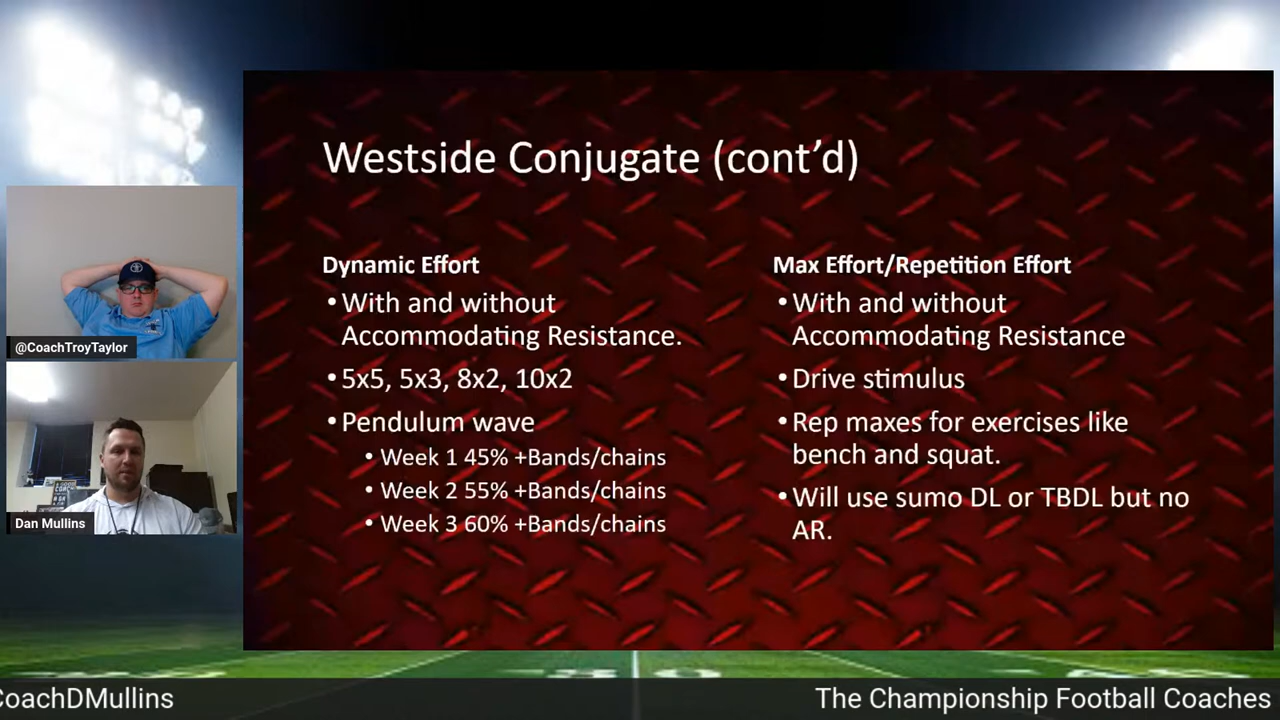 Westside Conjugate (cont'd)
Dynamic Effort
•With and without
Accommodating Resistance.
•5x5, 5x3, 8x2, 10x2
•Pendulum wave
• Week 1 45% +Bands/chains
• Week 2 55% +Bands/chains
• Week 3 60% +Bands/chains
Max Effort/Repetition Effort
•With and without
Accommodating Resistance
•Drive stimulus
•Rep maxes for exercises like
bench and squat.
•Will use sumo DL or TBDL but no
AR.
@CoachTroyTaylor
Dan Mullins
CoachDMullins
The Championship Football Coaches